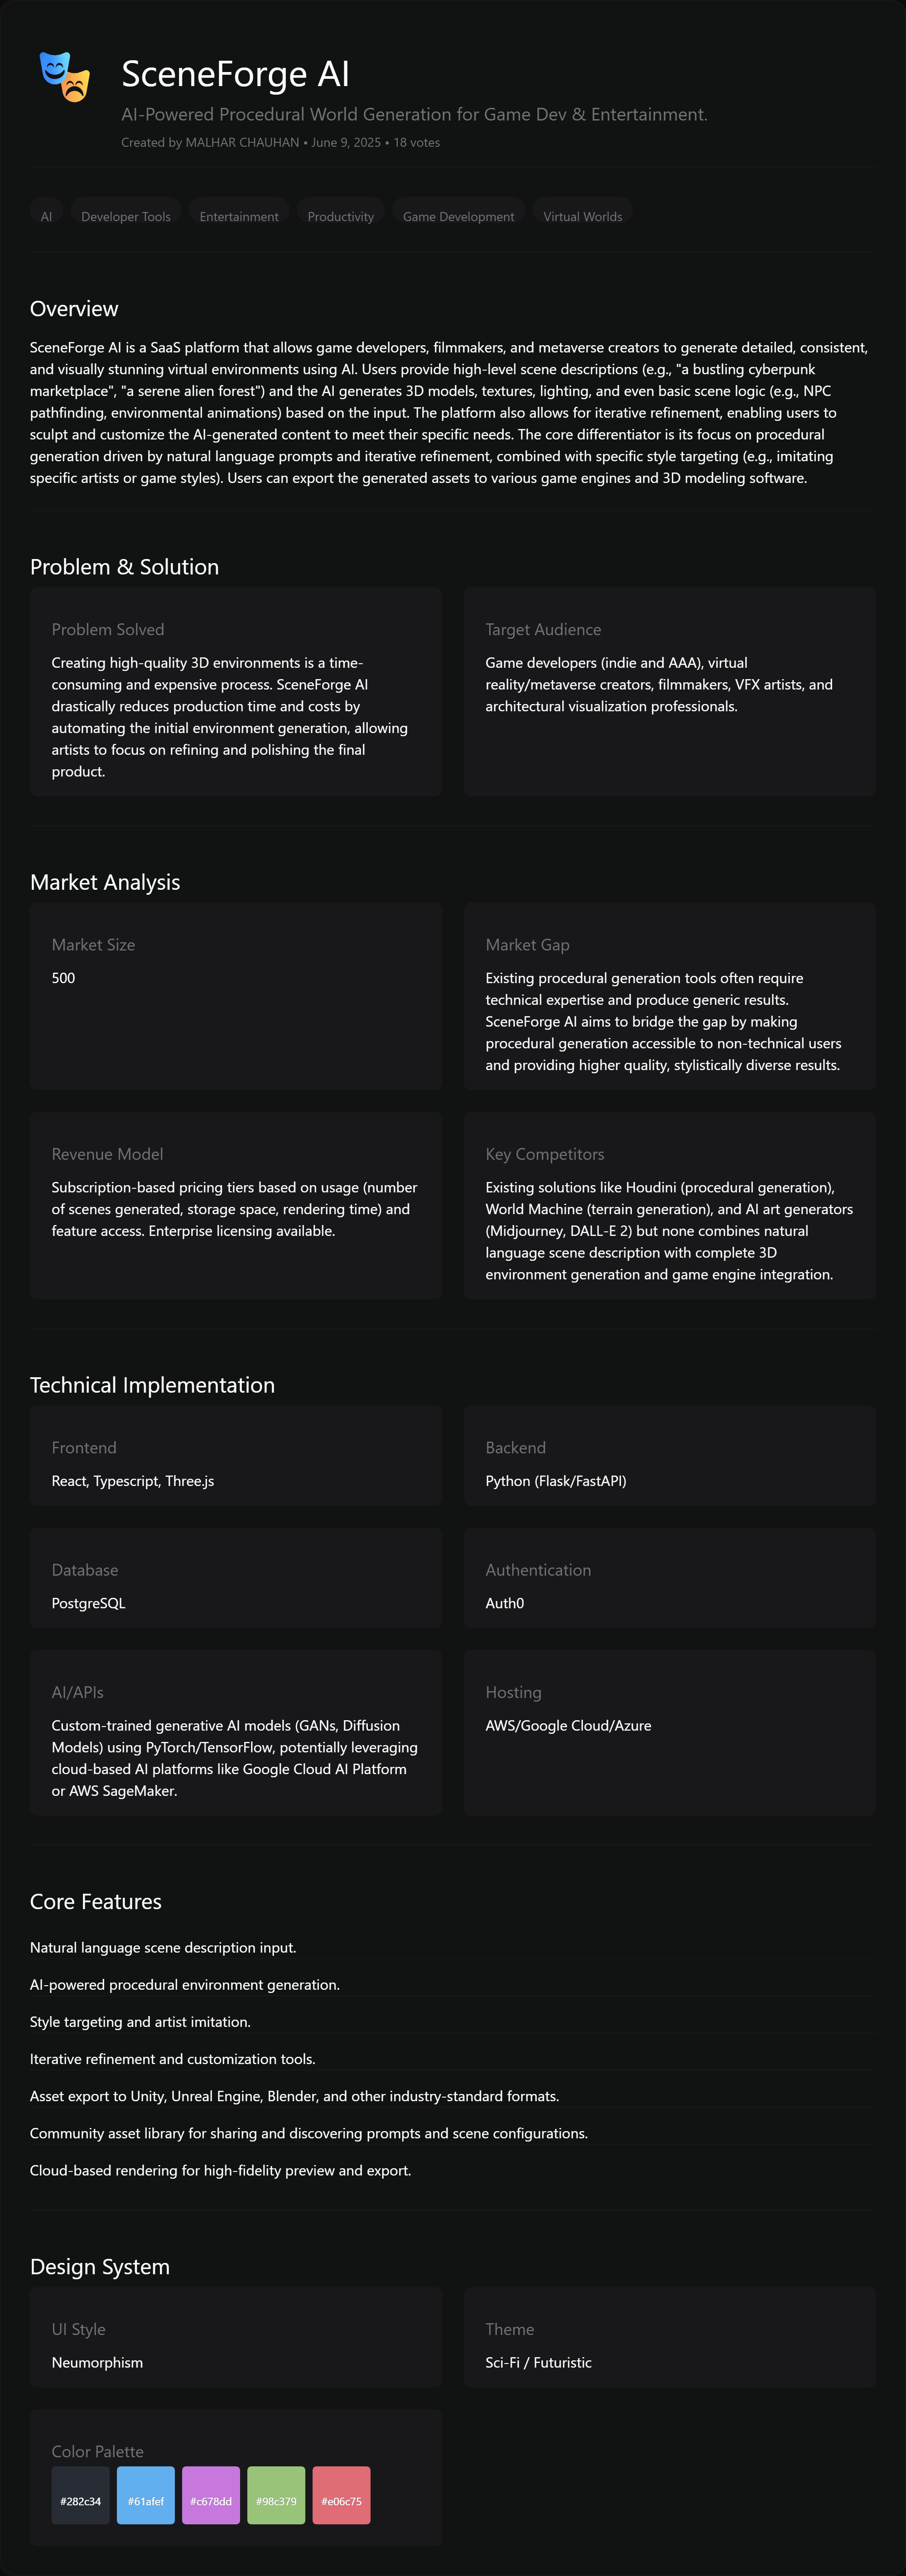 SceneForge AI
AI-Powered Procedural World Generation for Game Dev & Entertainment.
Created by MALHAR CHAUHAN • June 9, 2025 • 18 votes
AI Developer Tools Entertainment Productivity Game Development Virtual Worlds
Overview
SceneForge AI is a SaaS platform that allows game developers, filmmakers, and metaverse creators to generate detailed, consistent,
and visually stunning virtual environments using AI. Users provide high-level scene descriptions (e.g., "a bustling cyberpunk
marketplace", "a serene alien forest") and the AI generates 3D models, textures, lighting, and even basic scene logic (e.g., NPC
pathfinding, environmental animations) based on the input. The platform also allows for iterative refinement, enabling users to
sculpt and customize the AI-generated content to meet their specific needs. The core differentiator is its focus on procedural
generation driven by natural language prompts and iterative refinement, combined with specific style targeting (e.g., imitating
specific artists or game styles). Users can export the generated assets to various game engines and 3D modeling software.
Problem & Solution
Problem Solved
Creating high-quality 3D environments is a time-
consuming and expensive process. SceneForge AI
drastically reduces production time and costs by
automating the initial environment generation, allowing
artists to focus on refining and polishing the final
product.
Target Audience
Game developers (indie and AAA), virtual
reality/metaverse creators, filmmakers, VFX artists, and
architectural visualization professionals.
Market Analysis
Market Size
500
Market Gap
Existing procedural generation tools often require
technical expertise and produce generic results.
SceneForge AI aims to bridge the gap by making
procedural generation accessible to non-technical users
and providing higher quality, stylistically diverse results.
Revenue Model
Subscription-based pricing tiers based on usage (number
of scenes generated, storage space, rendering time) and
feature access. Enterprise licensing available.
Key Competitors
Existing solutions like Houdini (procedural generation),
World Machine (terrain generation), and AI art generators
(Midjourney, DALL-E 2) but none combines natural
language scene description with complete 3D
environment generation and game engine integration.
Technical Implementation
Frontend
React, Typescript, Three.js
Backend
Python (Flask/FastAPI)
Database
PostgreSQL
Authentication
Auth0
AI/APIs
Custom-trained generative AI models (GANs, Diffusion
Models) using PyTorch/TensorFlow, potentially leveraging
cloud-based AI platforms like Google Cloud AI Platform
or AWS SageMaker.
Hosting
AWS/Google Cloud/Azure
Core Features
Natural language scene description input.
AI-powered procedural environment generation.
Style targeting and artist imitation.
Iterative refinement and customization tools.
Asset export to Unity, Unreal Engine, Blender, and other industry-standard formats.
Community asset library for sharing and discovering prompts and scene configurations.
Cloud-based rendering for high-fidelity preview and export.
Design System
UI Style
Neumorphism
Theme
Sci-Fi / Futuristic
Color Palette
#282c34 #61afef #c678dd #98c379 #e06c75